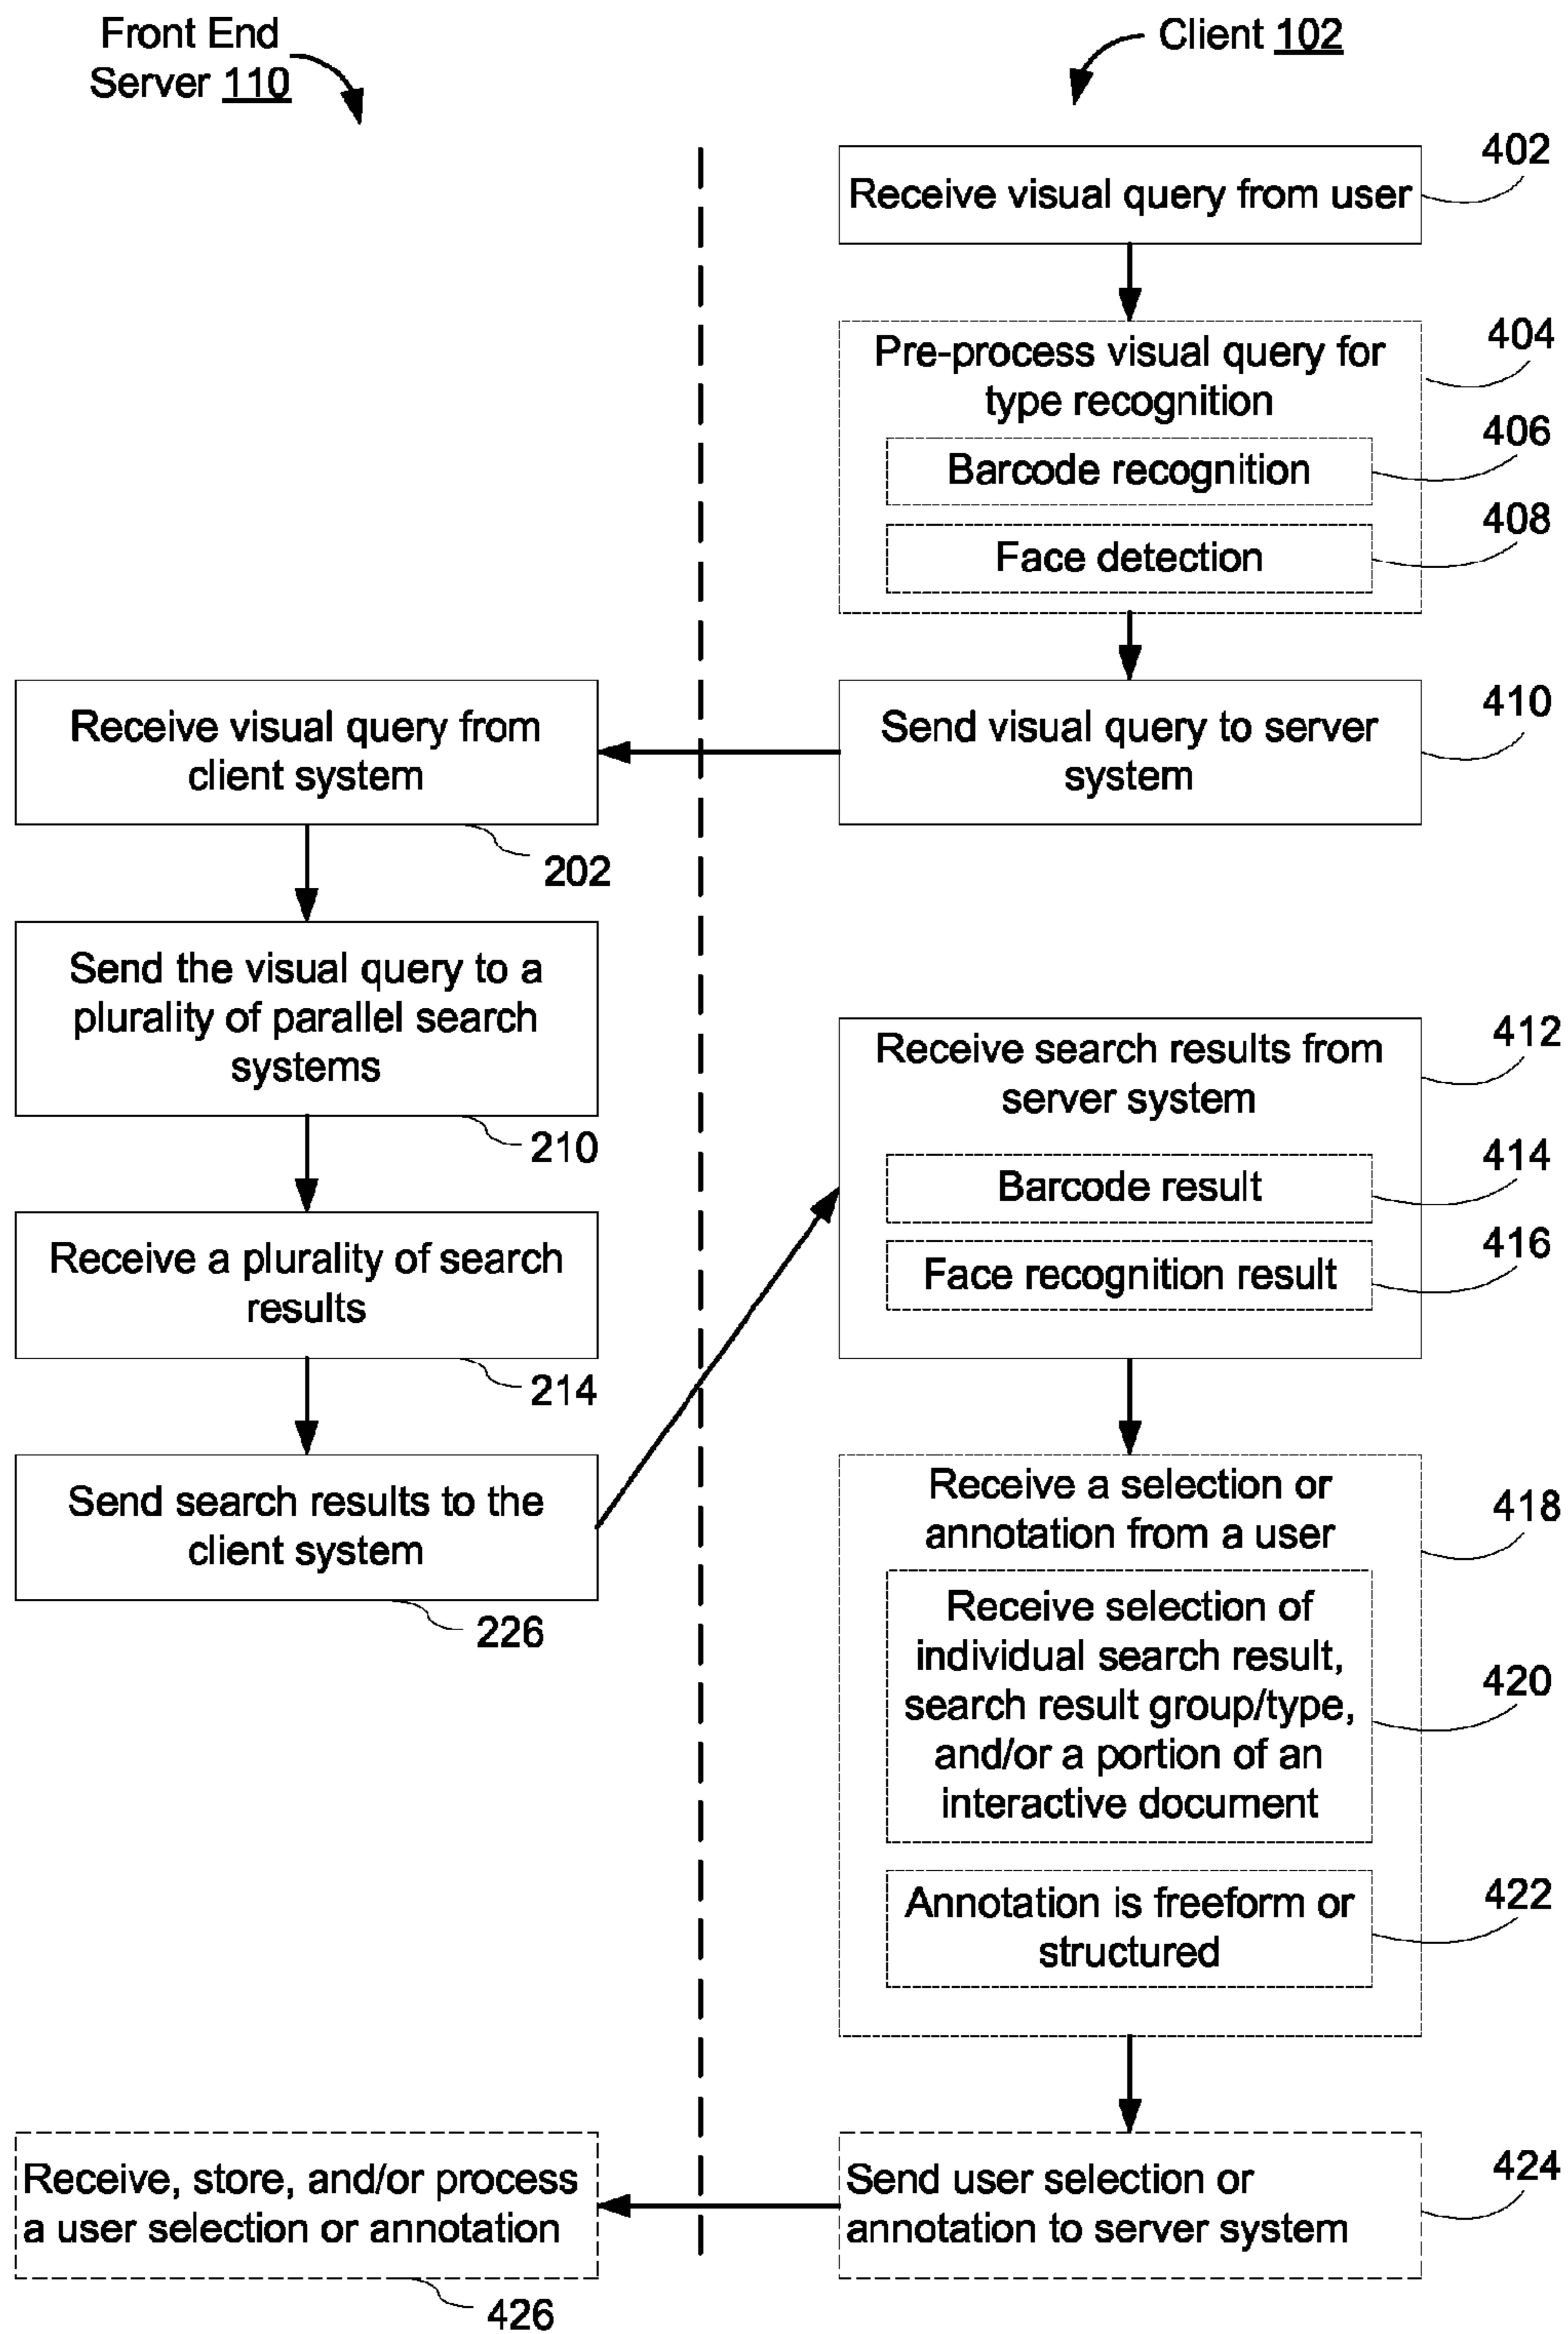 Front End
Server 110
Client 102
402
Receive visual query from user
404
Pre-process visual query for
type recognition
406
Barcode recognition
408
Face detection
410
Send visual query to server
system
Receive visual query from
client system
202
Send the visual query to a
plurality of parallel search
systems
210
Receive a plurality of search
results
214
Send search results to the
client system
226
412
Receive search results from
server system
414
Barcode result
416
Face recognition result
418
Receive a selection or
annotation from a user
420
Receive selection of
individual search result,
search result group/type,
and/or a portion of an
interactive document
422
Annotation is freeform or
structured
424
Send user selection or
annotation to server system
Receive, store, and/or process
a user selection or annotation
426